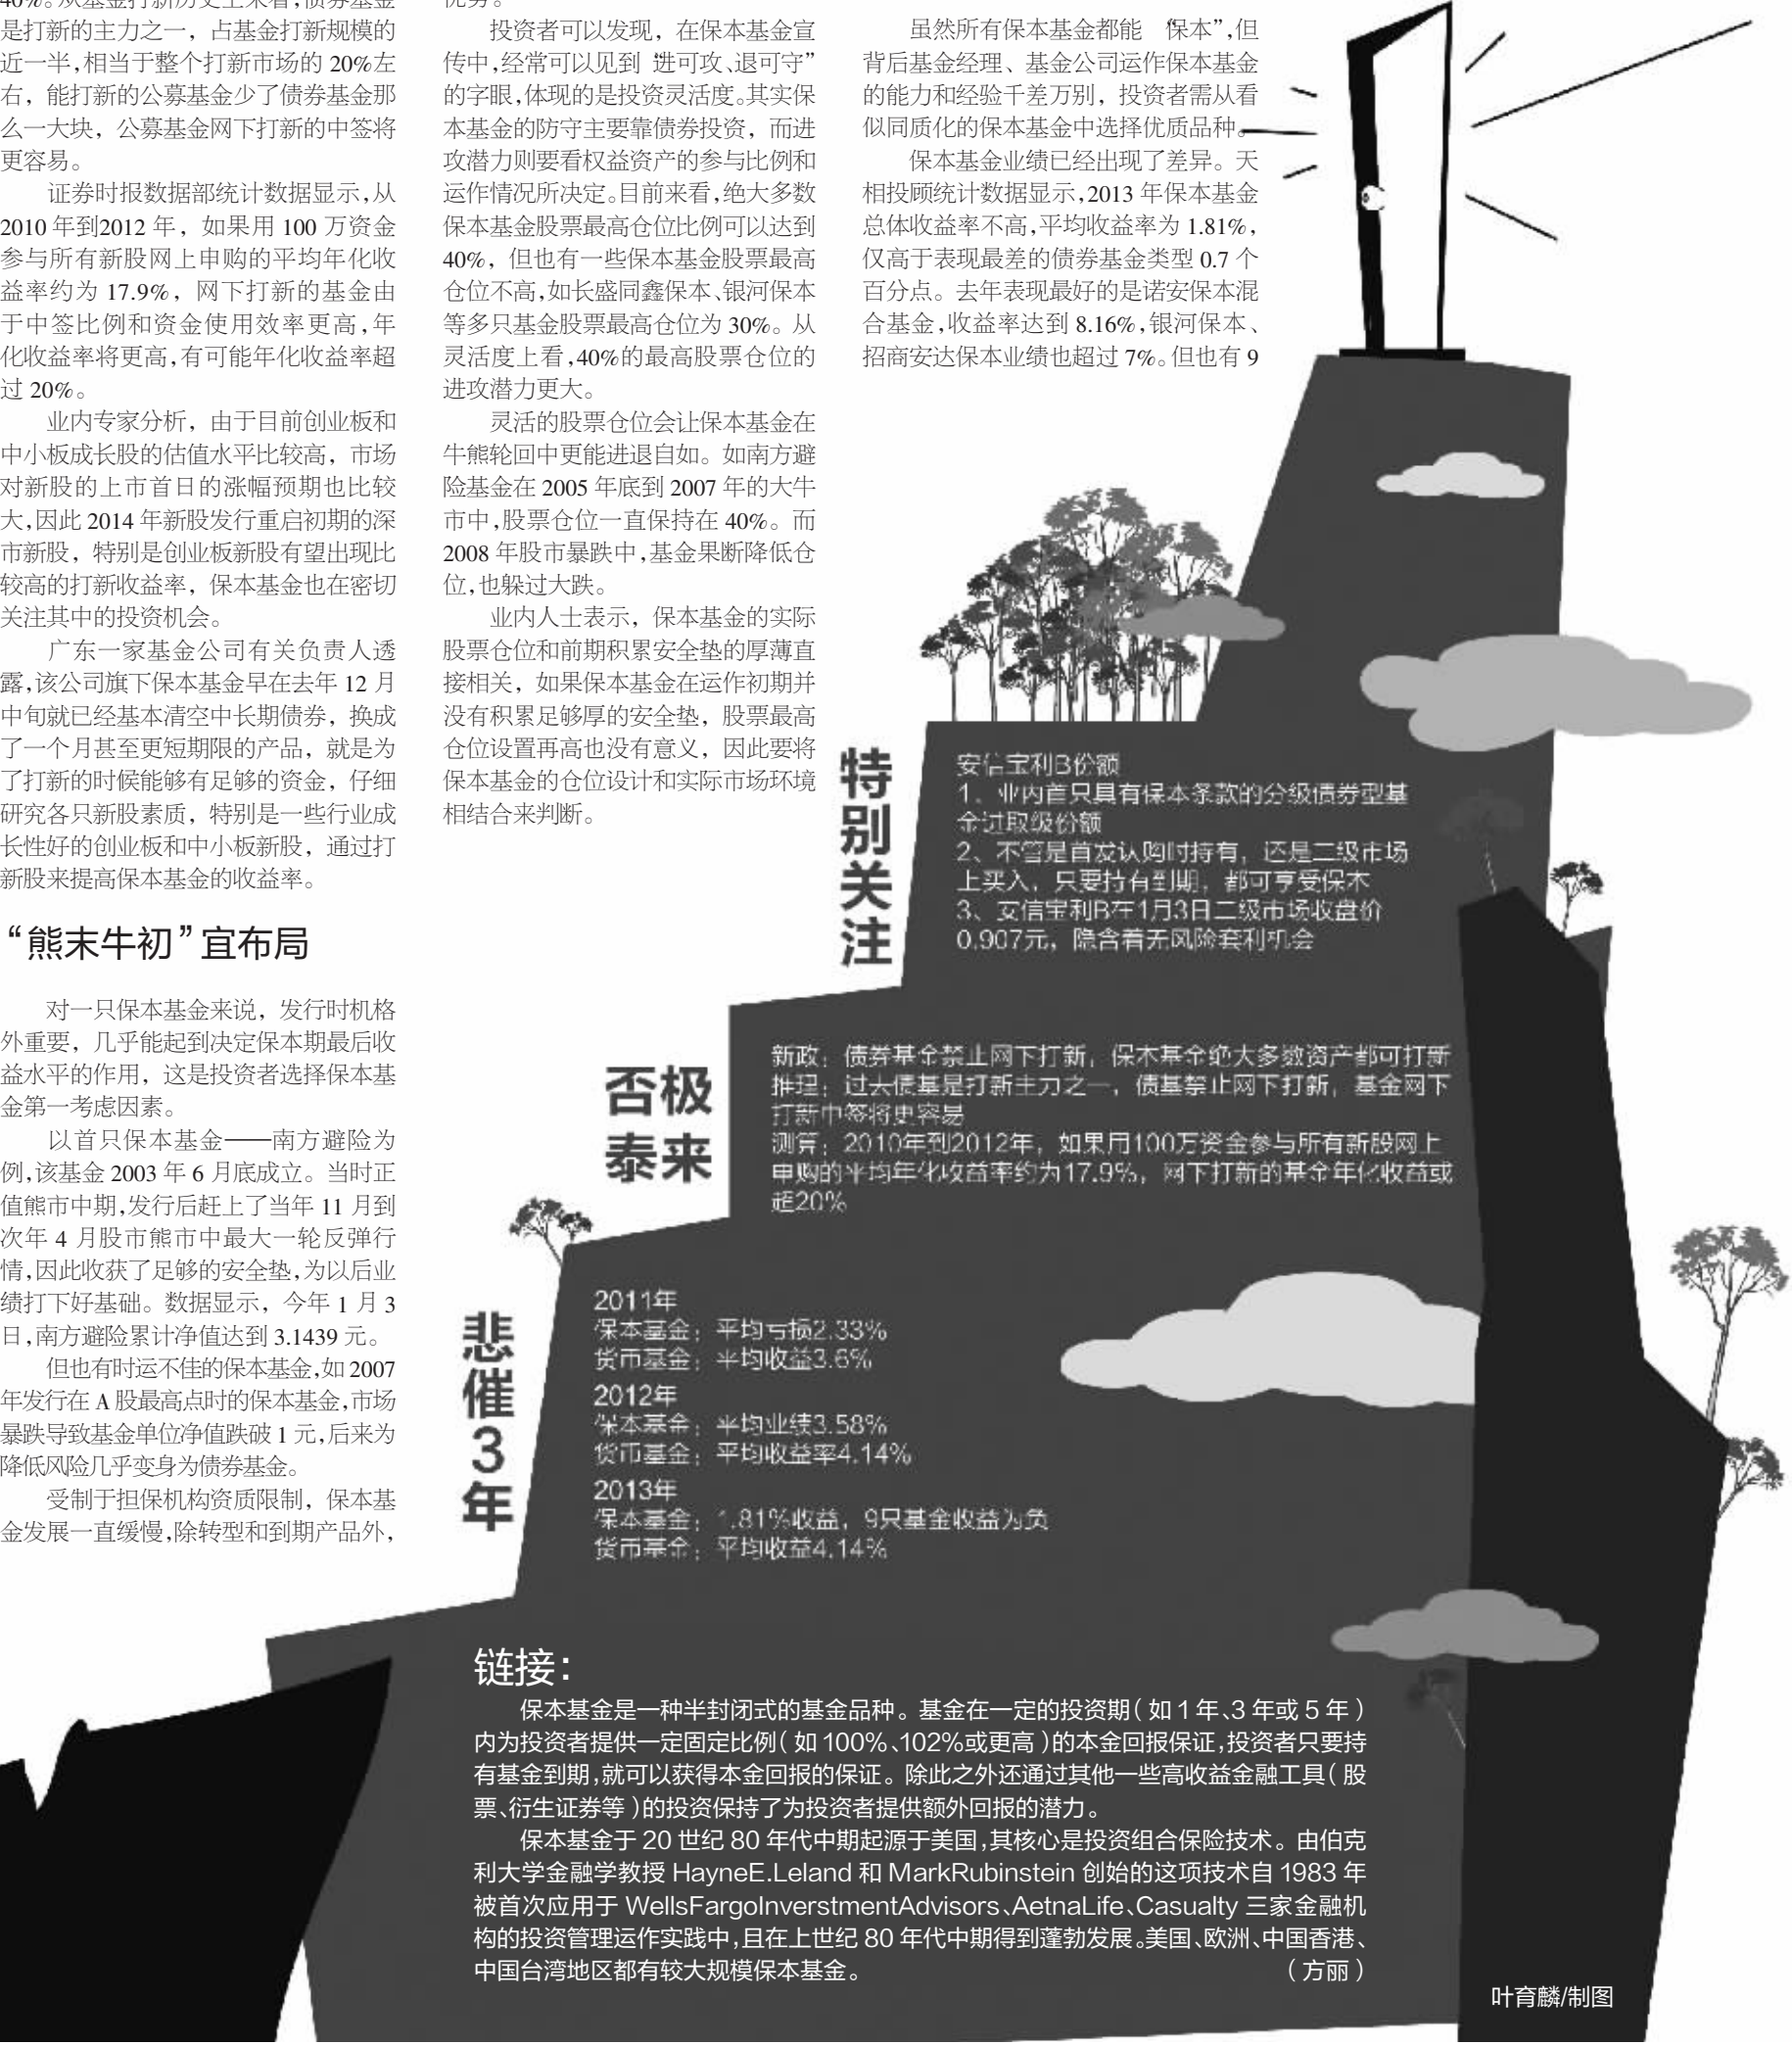 是打新的主力之一，占基金打新规模的
近一半，相当于整个打新市场的 20%左
右，能打新的公募基金少了债券基金那
么一大块，公募基金网下打新的中签将
更容易。
证券时报数据部统计数据显示，从
2010 年到2012 年，如果用 100 万资金
参与所有新股网上申购的平均年化收
益率约为 17.9%，网下打新的基金由
于中签比例和资金使用效率更高，年
化收益率将更高，有可能年化收益率超
过 20%。
业内专家分析，由于目前创业板和
中小板成长股的估值水平比较高，市场
对新股的上市首日的涨幅预期也比较
大，因此 2014 年新股发行重启初期的深
市新股，特别是创业板新股有望出现比
较高的打新收益率，保本基金也在密切
关注其中的投资机会。
广东一家基金公司有关负责人透
露，该公司旗下保本基金早在去年 12 月
中旬就已经基本清空中长期债券，换成
了一个月甚至更短期限的产品，就是为
了打新的时候能够有足够的资金，仔细
研究各只新股素质，特别是一些行业成
长性好的创业板和中小板新股，通过打
新股来提高保本基金的收益率。
“熊末牛初”宜布局
对一只保本基金来说，发行时机格
外重要，几乎能起到决定保本期最后收
益水平的作用，这是投资者选择保本基
金第一考虑因素。
以首只保本基金——南方避险为
例，该基金 2003 年 6 月底成立。当时正
值熊市中期，发行后赶上了当年 11 月到
次年 4 月股市熊市中最大一轮反弹行
情，因此收获了足够的安全垫，为以后业
绩打下好基础。数据显示，今年 1 月 3
日，南方避险累计净值达到 3.1439 元。
但也有时运不佳的保本基金，如 2007
年发行在 A 股最高点时的保本基金，市场
暴跌导致基金单位净值跌破 1 元，后来为
降低风险几乎变身为债券基金。
受制于担保机构资质限制，保本基
金发展一直缓慢，除转型和到期产品外，
投资者可以发现，在保本基金宣
传中，经常可以见到“进可攻、退可守”
的字眼，体现的是投资灵活度。其实保
本基金的防守主要靠债券投资，而进
攻潜力则要看权益资产的参与比例和
运作情况所决定。目前来看，绝大多数
保本基金股票最高仓位比例可以达到
40%，但也有一些保本基金股票最高
仓位不高，如长盛同鑫保本、银河保本
等多只基金股票最高仓位为 30%。从
灵活度上看，40%的最高股票仓位的
进攻潜力更大。
灵活的股票仓位会让保本基金在
牛熊轮回中更能进退自如。如南方避
险基金在 2005 年底到 2007 年的大牛
市中，股票仓位一直保持在 40%。而
2008 年股市暴跌中，基金果断降低仓
位，也躲过大跌。
业内人士表示，保本基金的实际
股票仓位和前期积累安全垫的厚薄直
接相关，如果保本基金在运作初期并
没有积累足够厚的安全垫，股票最高
仓位设置再高也没有意义，因此要将
保本基金的仓位设计和实际市场环境
相结合来判断。
虽然所有保本基金都能“保本”，但
背后基金经理、基金公司运作保本基金
的能力和经验千差万别，投资者需从看
似同质化的保本基金中选择优质品种。
保本基金业绩已经出现了差异。天
相投顾统计数据显示，2013 年保本基金
总体收益率不高，平均收益率为 1.81%，
仅高于表现最差的债券基金类型 0.7 个
百分点。去年表现最好的是诺安保本混
合基金，收益率达到 8.16%，银河保本、
招商安达保本业绩也超过 7%。但也有 9
特别关注
安信宝利B份额
1、业内首只具有保本条款的分级债券型基
金进取级份额
2、不管是首发认购时持有，还是二级市场
上买入，只要持有到期，都可享受保本
3、安信宝利B在1月3日二级市场收盘价
0.907元，隐含着无风险套利机会
否极
泰来
新政：债券基金禁止网下打新，保本基金绝大多数资产都可打新
推理：过去债基是打新主力之一，债基禁止网下打新，基金网下
打新中签将更容易
测算：2010年到2012年，如果用100万资金参与所有新股网上
申购的平均年化收益率约为17.9%，网下打新的基金年化收益或
超20%
悲催3年
2011年
保本基金：平均亏损2.33%
货币基金：平均收益3.6%
2012年
保本基金：平均业绩3.58%
货币基金：平均收益率4.14%
2013年
保本基金：1.81%收益，9只基金收益为负
货币基金：平均收益4.14%
链接：
保本基金是一种半封闭式的基金品种。基金在一定的投资期（如 1 年、3 年或 5 年）
内为投资者提供一定固定比例（如 100%、102%或更高）的本金回报保证，投资者只要持
有基金到期，就可以获得本金回报的保证。除此之外还通过其他一些高收益金融工具（股
票、衍生证券等）的投资保持了为投资者提供额外回报的潜力。
保本基金于 20 世纪 80 年代中期起源于美国，其核心是投资组合保险技术。由伯克
利大学金融学教授 HayneE.Leland 和 MarkRubinstein 创始的这项技术自 1983 年
被首次应用于 WellsFargoInverstmentAdvisors、AetnaLife、Casualty 三家金融机
构的投资管理运作实践中，且在上世纪 80 年代中期得到蓬勃发展。美国、欧洲、中国香港、
中国台湾地区都有较大规模保本基金。（方丽）
叶育麟/制图